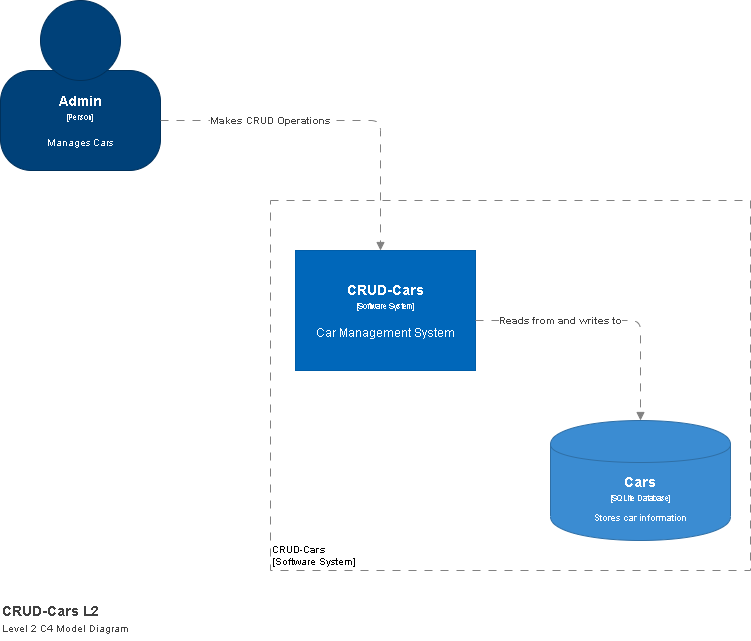 Admin
[Person]
Manages Cars
Makes CRUD Operations
CRUD-Cars
[Software System]
Car Management System
Reads from and writes to
Cars
[SQLite Database]
Stores car information
CRUD-Cars
[Software System]
CRUD-Cars L2
Level 2 C4 Model Diagram